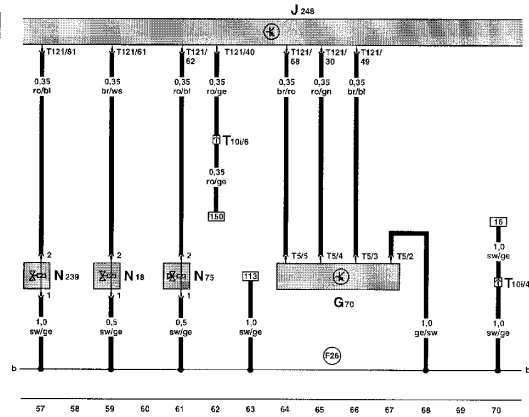 J 248
T121/61 T121/61 T121/ 62 T121/40 T121/ 68 T121/ 30 T121/ 49
0,35 ro/bl
0,35 br/ws
0,35 ro/bl
0,35 ro/ge
0,35 br/ro
0,35 ro/gn
0,35 br/bl
T10i/6
0,35 ro/ge
150
16
1,0 sw/ge
2 2 2 T5/5 T5/4 T5/3 T5/2
N 239 N 18 N 75 113 G 70 T10i/4
1 1 1
1,0 sw/ge
0,5 sw/ge
0,5 sw/ge
1,0 sw/ge
1,0 ge/sw
1,0 sw/ge
F26
b b
57 58 59 60 61 62 63 64 65 66 67 68 69 70